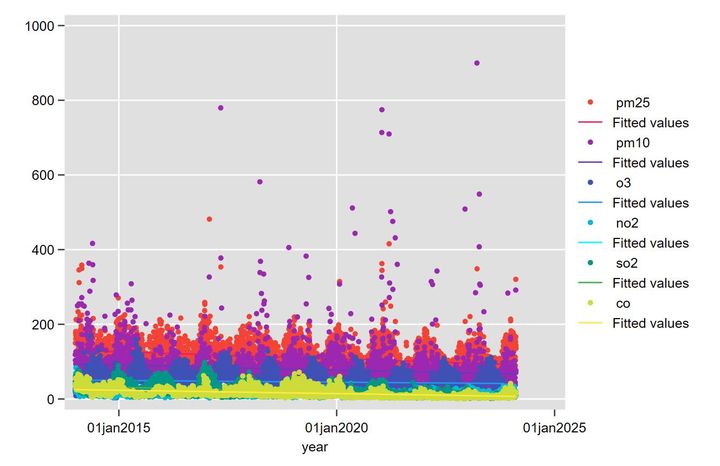 1000
800
600
400
200
0
01jan2015
01jan2020
01jan2025
year
pm25
Fitted values
pm10
Fitted values
o3
Fitted values
no2
Fitted values
so2
Fitted values
co
Fitted values